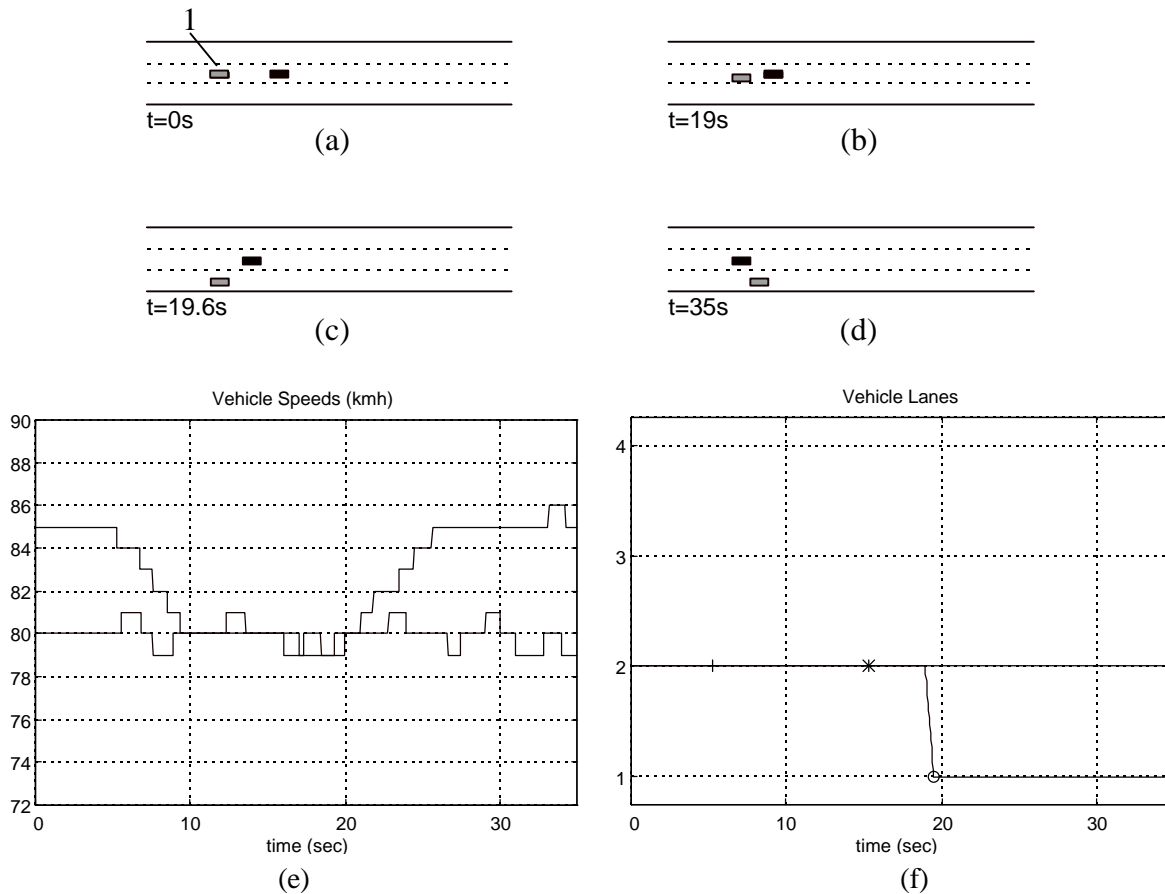 1
t=0s
(a)
t=19s
(b)
t=19.6s
(c)
t=35s
(d)
Vehicle Speeds (kmh)
90
88
86
84
82
80
78
76
74
72
0
10
20
30
time (sec)
(e)
Vehicle Lanes
4
3
2
1
0
10
20
30
time (sec)
(f)